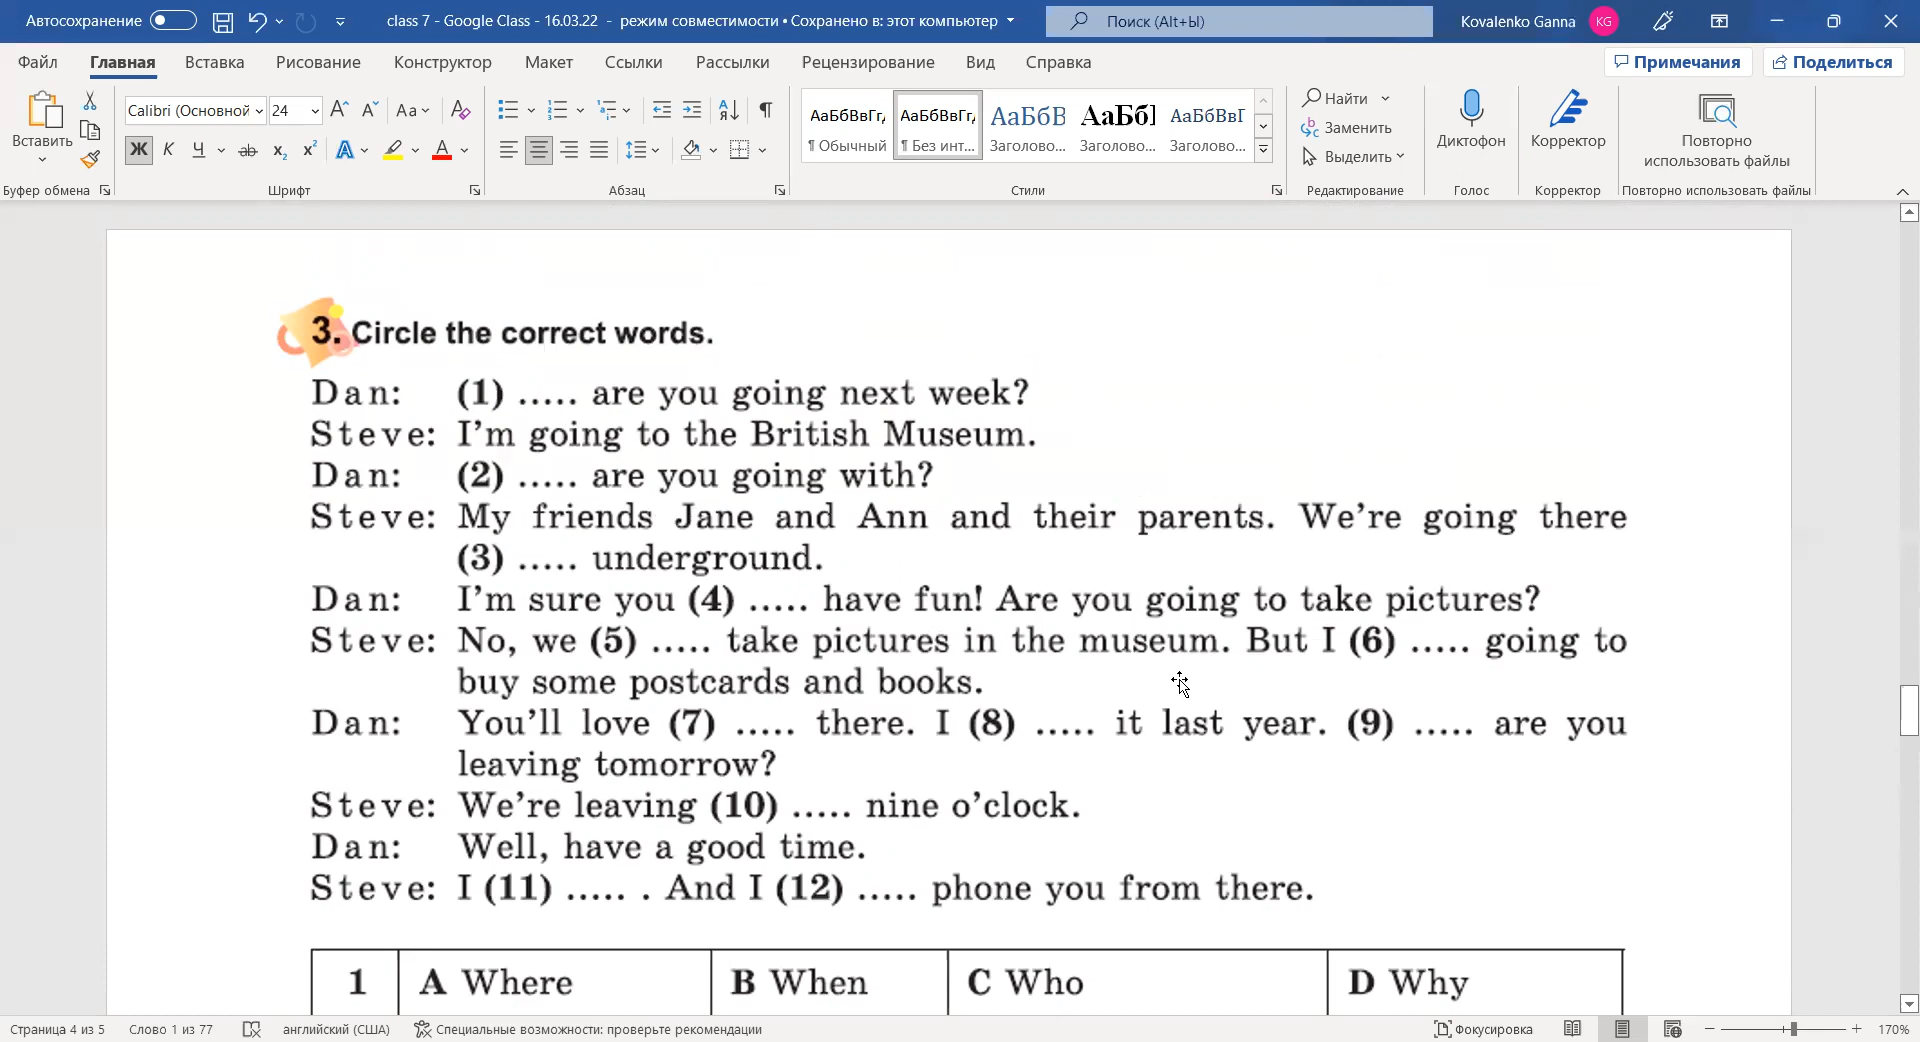 Автосохранение class 7 - Google Class - 16.03.22 - режим совместимости • Сохранено в: этот компьютер Поиск (Alt+Ы) Kovalenko Ganna KG
Файл Главная Вставка Рисование Конструктор Макет Ссылки Рассылки Рецензирование Вид Справка Примечания Поделиться
Вставить
Буфер обмена
Calibri (Основной 24 Aa
Ж К Ч ab x₂ x² A A
Шрифт
Абзац
АаБбВвГг, АаБбВвГг, АаБбВ АаБб] АаБбВвІ
¶ Обычный ¶ Без инт... Заголово... Заголово... Заголово...
Стили
Найти
Заменить
Выделить
Редактирование
Диктофон
Голос
Корректор
Корректор
Повторно
использовать файлы
Повторно использовать файлы
3. Circle the correct words.
Dan: (1) ..... are you going next week?
Steve: I'm going to the British Museum.
Dan: (2) ..... are you going with?
Steve: My friends Jane and Ann and their parents. We're going there
(3) ..... underground.
Dan: I'm sure you (4) ..... have fun! Are you going to take pictures?
Steve: No, we (5) ..... take pictures in the museum. But I (6) ..... going to
buy some postcards and books.
Dan: You'll love (7) ..... there. I (8) ..... it last year. (9) ..... are you
leaving tomorrow?
Steve: We're leaving (10) ..... nine o'clock.
Dan: Well, have a good time.
Steve: I (11) ..... . And I (12) ..... phone you from there.
1 A Where B When C Who D Why
Страница 4 из 5 Слово 1 из 77 английский (США) Специальные возможности: проверьте рекомендации Фокусировка 170%